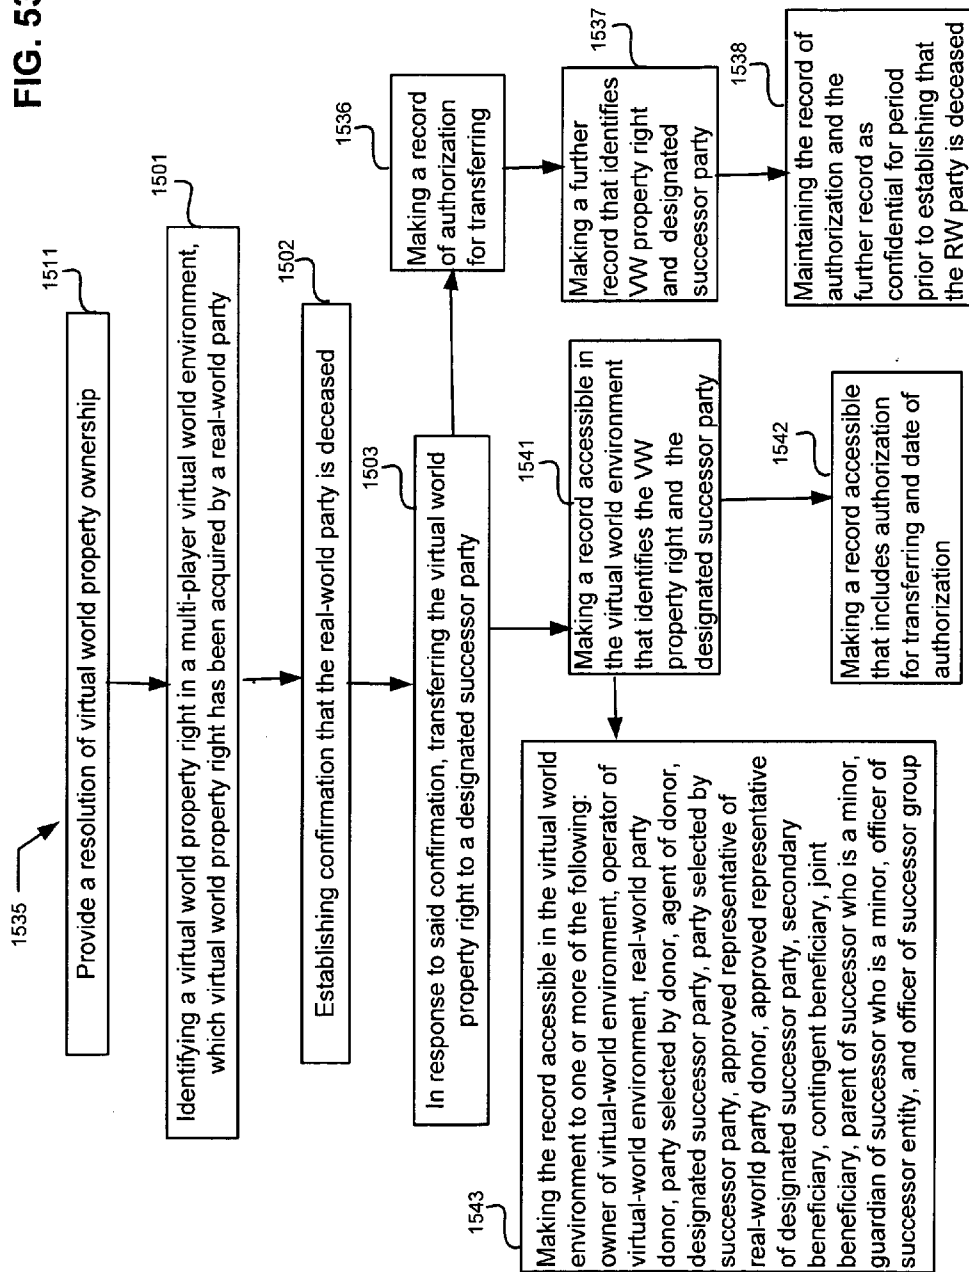 FIG. 53
1535
1511
Provide a resolution of virtual world property ownership
1501
Identifying a virtual world property right in a multi-player virtual world environment,
which virtual world property right has been acquired by a real-world party
1502
Establishing confirmation that the real-world party is deceased
1503
In response to said confirmation, transferring the virtual world
property right to a designated successor party
1536
Making a record
of authorization
for transferring
1537
Making a further
record that identifies
VW property right
and designated
successor party
1538
Maintaining the record of
authorization and the
further record as
confidential for period
prior to establishing that
the RW party is deceased
1541
Making a record accessible in
the virtual world environment
that identifies the VW
property right and the
designated successor party
1542
Making a record accessible
that includes authorization
for transferring and date of
authorization
1543
Making the record accessible in the virtual world
environment to one or more of the following:
owner of virtual-world environment, operator of
virtual-world environment, real-world party
donor, party selected by donor, agent of donor,
designated successor party, party selected by
successor party, approved representative of
real-world party donor, approved representative
of designated successor party, secondary
beneficiary, contingent beneficiary, joint
beneficiary, parent of successor who is a minor,
guardian of successor who is a minor, officer of
successor entity, and officer of successor group